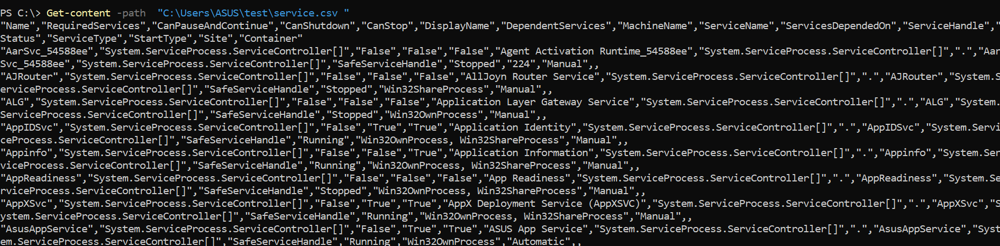 PS C:\> Get-content -path  "C:\Users\ASUS\test\service.csv "
"Name","RequiredServices","CanPauseAndContinue","CanShutdown","CanStop","DisplayName","DependentServices","MachineName","ServiceName","ServicesDependedOn","ServiceHandle","
Status","ServiceType","StartType","Site","Container"
"AarSvc_54588ee","System.ServiceProcess.ServiceController[]","False","False","False","Agent Activation Runtime_54588ee","System.ServiceProcess.ServiceController[]",".","Aar
Svc_54588ee","System.ServiceProcess.ServiceController[]","SafeServiceHandle","Stopped","224","Manual",,
"AJRouter","System.ServiceProcess.ServiceController[]","False","False","False","AllJoyn Router Service","System.ServiceProcess.ServiceController[]",".","AJRouter","System.S
erviceProcess.ServiceController[]","SafeServiceHandle","Stopped","Win32ShareProcess","Manual",,
"ALG","System.ServiceProcess.ServiceController[]","False","False","False","Application Layer Gateway Service","System.ServiceProcess.ServiceController[]",".","ALG","System.
ServiceProcess.ServiceController[]","SafeServiceHandle","Stopped","Win32OwnProcess","Manual",,
"AppIDSvc","System.ServiceProcess.ServiceController[]","False","True","True","Application Identity","System.ServiceProcess.ServiceController[]",".","AppIDSvc","System.Servi
ceProcess.ServiceController[]","SafeServiceHandle","Running","Win32OwnProcess, Win32ShareProcess","Manual",,
"Appinfo","System.ServiceProcess.ServiceController[]","False","False","True","Application Information","System.ServiceProcess.ServiceController[]",".","Appinfo","System.Ser
viceProcess.ServiceController[]","SafeServiceHandle","Running","Win32OwnProcess, Win32ShareProcess","Manual",,
"AppReadiness","System.ServiceProcess.ServiceController[]","False","False","False","App Readiness","System.ServiceProcess.ServiceController[]",".","AppReadiness","System.Se
rviceProcess.ServiceController[]","SafeServiceHandle","Stopped","Win32OwnProcess, Win32ShareProcess","Manual",,
"AppXSvc","System.ServiceProcess.ServiceController[]","False","True","True","AppX Deployment Service (AppXSVC)","System.ServiceProcess.ServiceController[]",".","AppXSvc","S
ystem.ServiceProcess.ServiceController[]","SafeServiceHandle","Running","Win32OwnProcess, Win32ShareProcess","Manual",,
"AsusAppService","System.ServiceProcess.ServiceController[]","False","True","True","ASUS App Service","System.ServiceProcess.ServiceController[]",".","AsusAppService","Syst
em.ServiceProcess.ServiceController[]","SafeServiceHandle","Running","Win32OwnProcess","Automatic",,